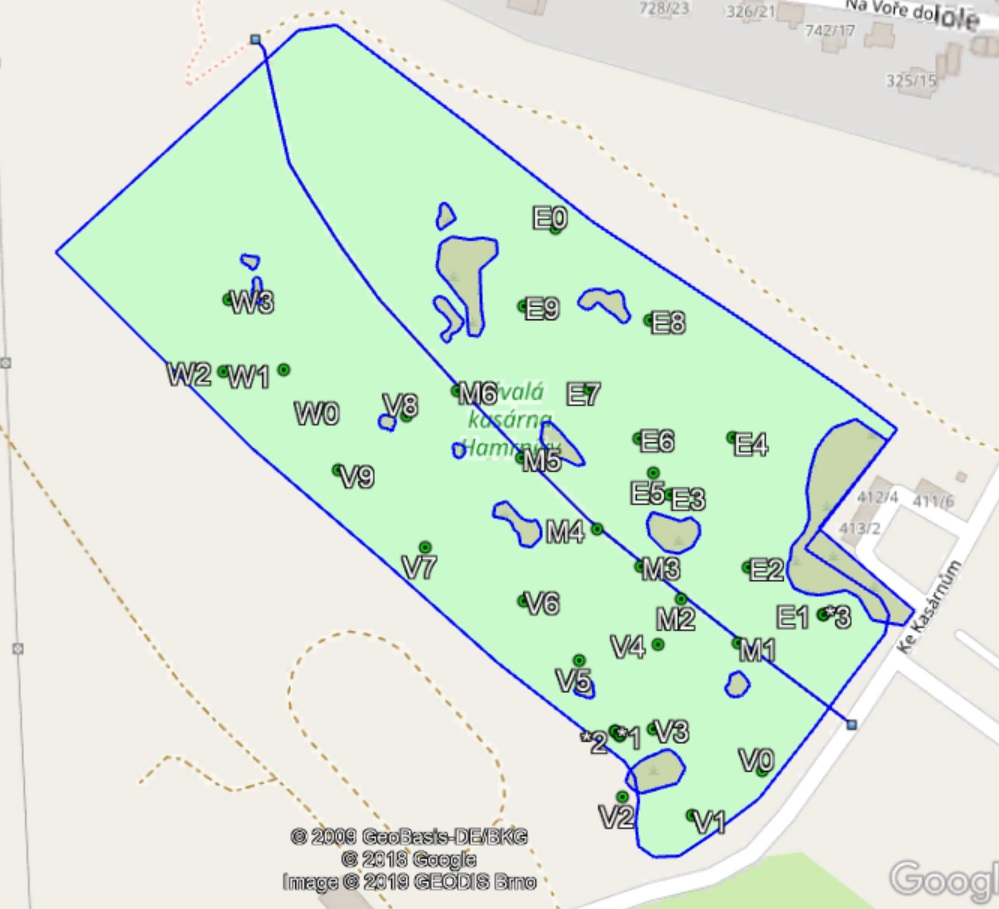 728/23
326/21
Na Voře do
lole
742/17
325/15
E0
W3
E9
E8
W2
W1
M6
E7
W0
V8
kasárna
E6
E4
M5
V9
E5
E3
412/4
411/6
M4
413/2
V7
M3
E2
V6
M2
E1
*3
Ke Kasárnům
V4
M1
V5
*2
*1
V3
V0
V2
V1
© 2009 GeoBasis-DE/BKG
© 2018 Google
Image © 2019 GEODIS Brno
Googl